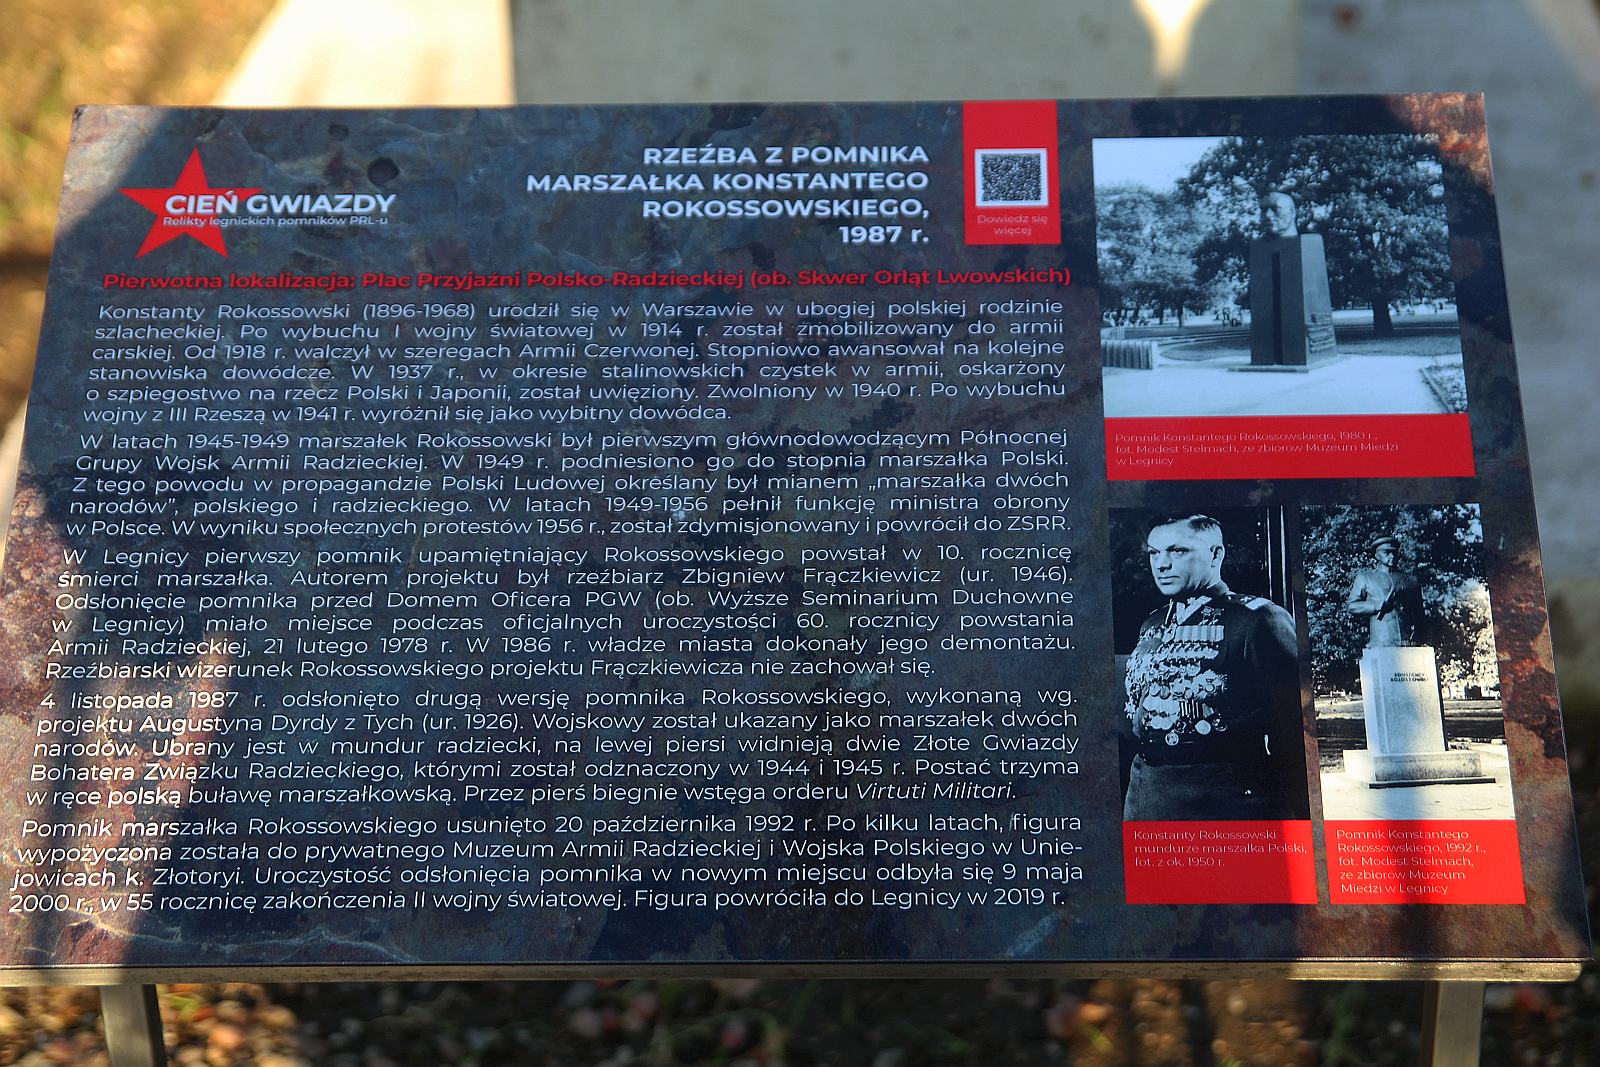 CIEŃ GWIAZDY
Relikty legnickich pomników PRL-u
RZEŹBA Z POMNIKA
MARSZAŁKA KONSTANTEGO
ROKOSSOWSKIEGO,
1987 r.
Dowiedz się
więcej
Pierwotna lokalizacja: Plac Przyjaźni Polsko-Radzieckiej (ob. Skwer Orląt Lwowskich)
Konstanty Rokossowski (1896-1968) urodził się w Warszawie w ubogiej polskiej rodzinie
szlacheckiej. Po wybuchu I wojny światowej w 1914 r. został zmobilizowany do armii
carskiej. Od 1918 r. walczył w szeregach Armii Czerwonej. Stopniowo awansował na kolejne
stanowiska dowódcze. W 1937 r., w okresie stalinowskich czystek w armii, oskarżony
o szpiegostwo na rzecz Polski i Japonii, został uwięziony. Zwolniony w 1940 r. Po wybuchu
wojny z III Rzeszą w 1941 r. wyróżnił się jako wybitny dowódca.
W latach 1945-1949 marszałek Rokossowski był pierwszym głównodowodzącym Północnej
Grupy Wojsk Armii Radzieckiej. W 1949 r. podniesiono go do stopnia marszałka Polski.
Z tego powodu w propagandzie Polski Ludowej określany był mianem „marszałka dwóch
narodów”, polskiego i radzieckiego. W latach 1949-1956 pełnił funkcję ministra obrony
w Polsce. W wyniku społecznych protestów 1956 r., został zdymisjonowany i powrócił do ZSRR.
W Legnicy pierwszy pomnik upamiętniający Rokossowskiego powstał w 10. rocznicę
śmierci marszałka. Autorem projektu był rzeźbiarz Zbigniew Frączkiewicz (ur. 1946).
Odsłonięcie pomnika przed Domem Oficera PGW (ob. Wyższe Seminarium Duchowne
w Legnicy) miało miejsce podczas oficjalnych uroczystości 60. rocznicy powstania
Armii Radzieckiej, 21 lutego 1978 r. W 1986 r. władze miasta dokonały jego demontażu.
Rzeźbiarski wizerunek Rokossowskiego projektu Frączkiewicza nie zachował się.
4 listopada 1987 r. odsłonięto drugą wersję pomnika Rokossowskiego, wykonaną wg.
projektu Augustyna Dyrdy z Tych (ur. 1926). Wojskowy został ukazany jako marszałek dwóch
narodów. Ubrany jest w mundur radziecki, na lewej piersi widnieją dwie Złote Gwiazdy
Bohatera Związku Radzieckiego, którymi został odznaczony w 1944 i 1945 r. Postać trzyma
w ręce polską buławę marszałkowską. Przez pierś biegnie wstęga orderu Virtuti Militari.
Pomnik marszałka Rokossowskiego usunięto 20 października 1992 r. Po kilku latach, figura
wypożyczona została do prywatnego Muzeum Armii Radzieckiej i Wojska Polskiego w Unie-
jowicach k. Złotoryi. Uroczystość odsłonięcia pomnika w nowym miejscu odbyła się 9 maja
2000 r., w 55 rocznicę zakończenia II wojny światowej. Figura powróciła do Legnicy w 2019 r.
Pomnik Konstantego Rokossowskiego, 1980 r.,
fot. Modest Stelmach, ze zbiorów Muzeum Miedzi
w Legnicy
Konstanty Rokossowski
mundurze marszałka Polski,
fot. z ok. 1950 r.
KONSTANTY
ROKOSSOWSKI
Pomnik Konstantego
Rokossowskiego, 1992 r.,
fot. Modest Stelmach,
ze zbiorów Muzeum
Miedzi w Legnicy